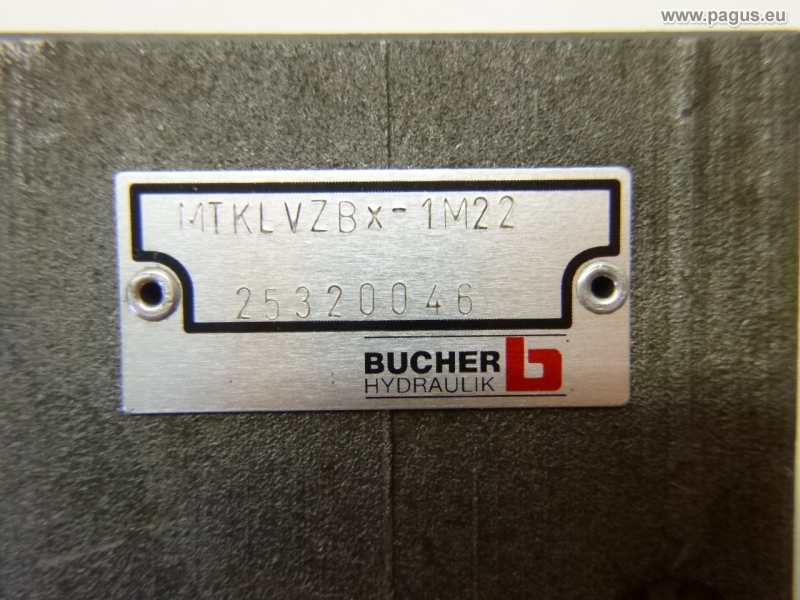 www.pagus.eu
MTKLVZBx-1M22
25320046
BUCHER
HYDRAULIK